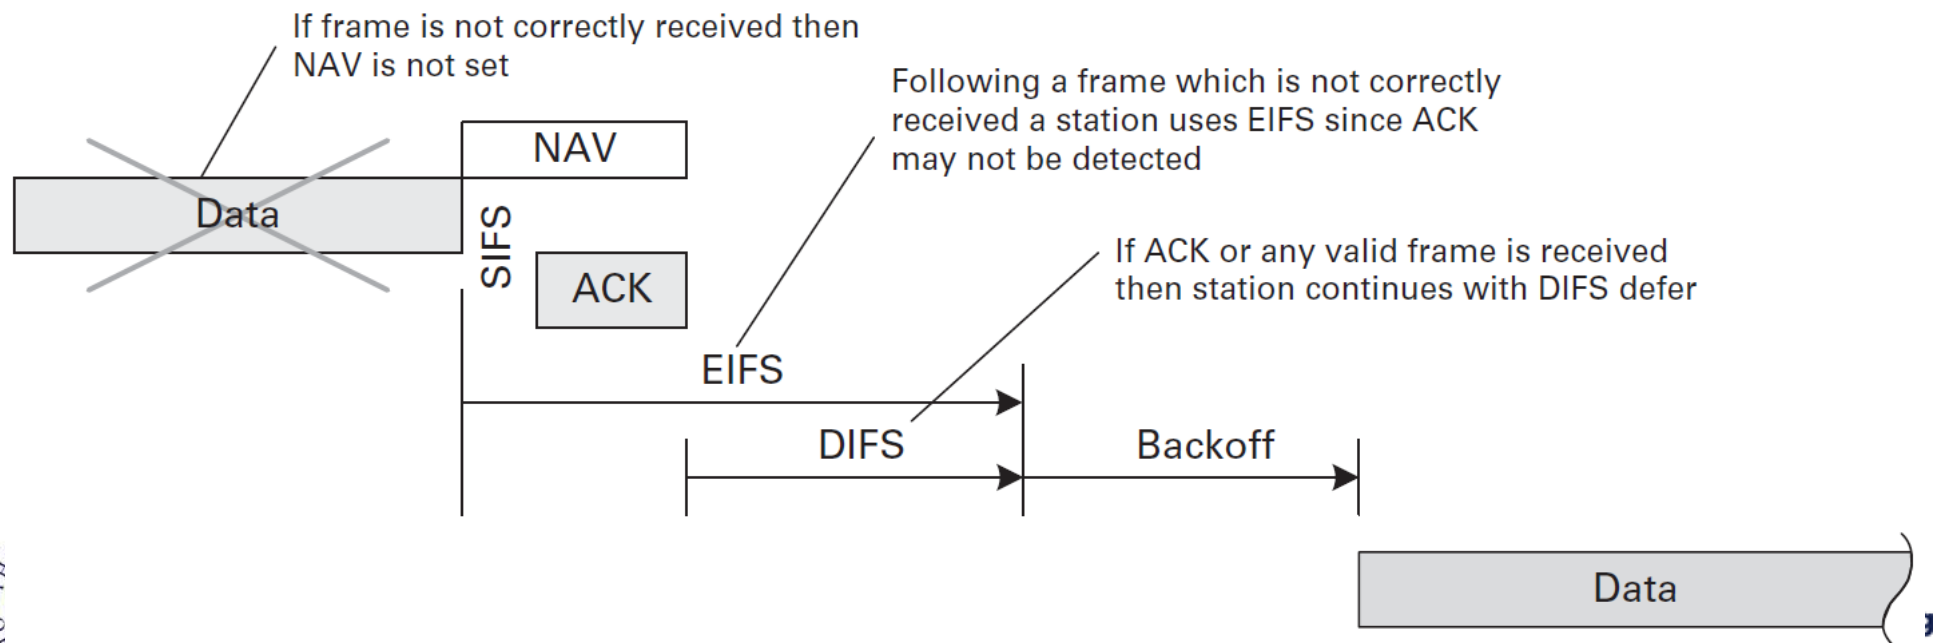 If frame is not correctly received then
NAV is not set
Following a frame which is not correctly
received a station uses EIFS since ACK
may not be detected
NAV
Data
SIFS
If ACK or any valid frame is received
then station continues with DIFS defer
ACK
EIFS
DIFS
Backoff
Data